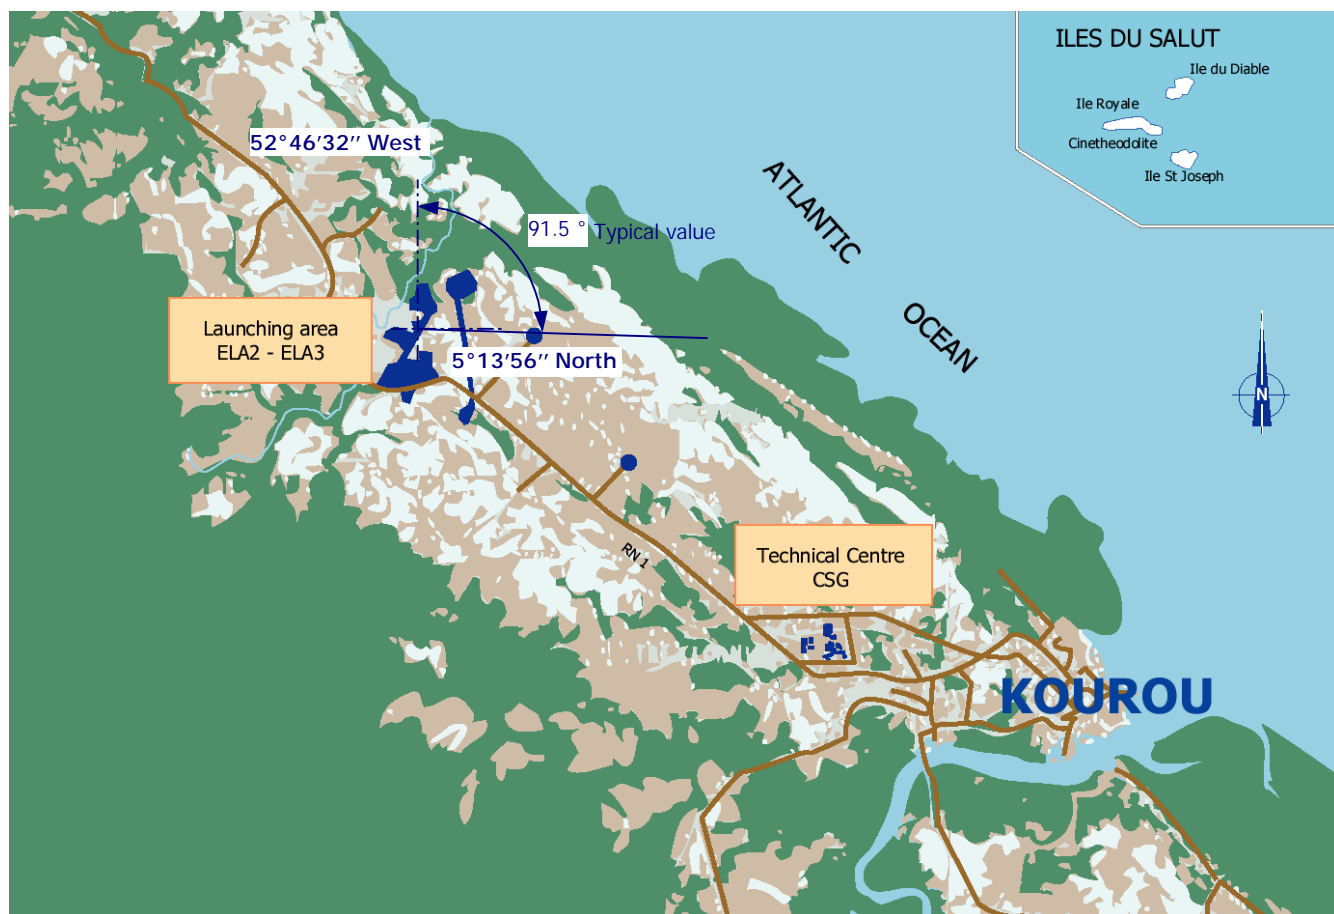 ILES DU SALUT
Ile du Diable
Ile Royale
Cinetheodolite
Ile St Joseph
52°46’32’’ West
ATLANTIC
OCEAN
91.5 ° Typical value
Launching area
ELA2 - ELA3
5°13’56’’ North
N
RN 1
Technical Centre
CSG
KOUROU